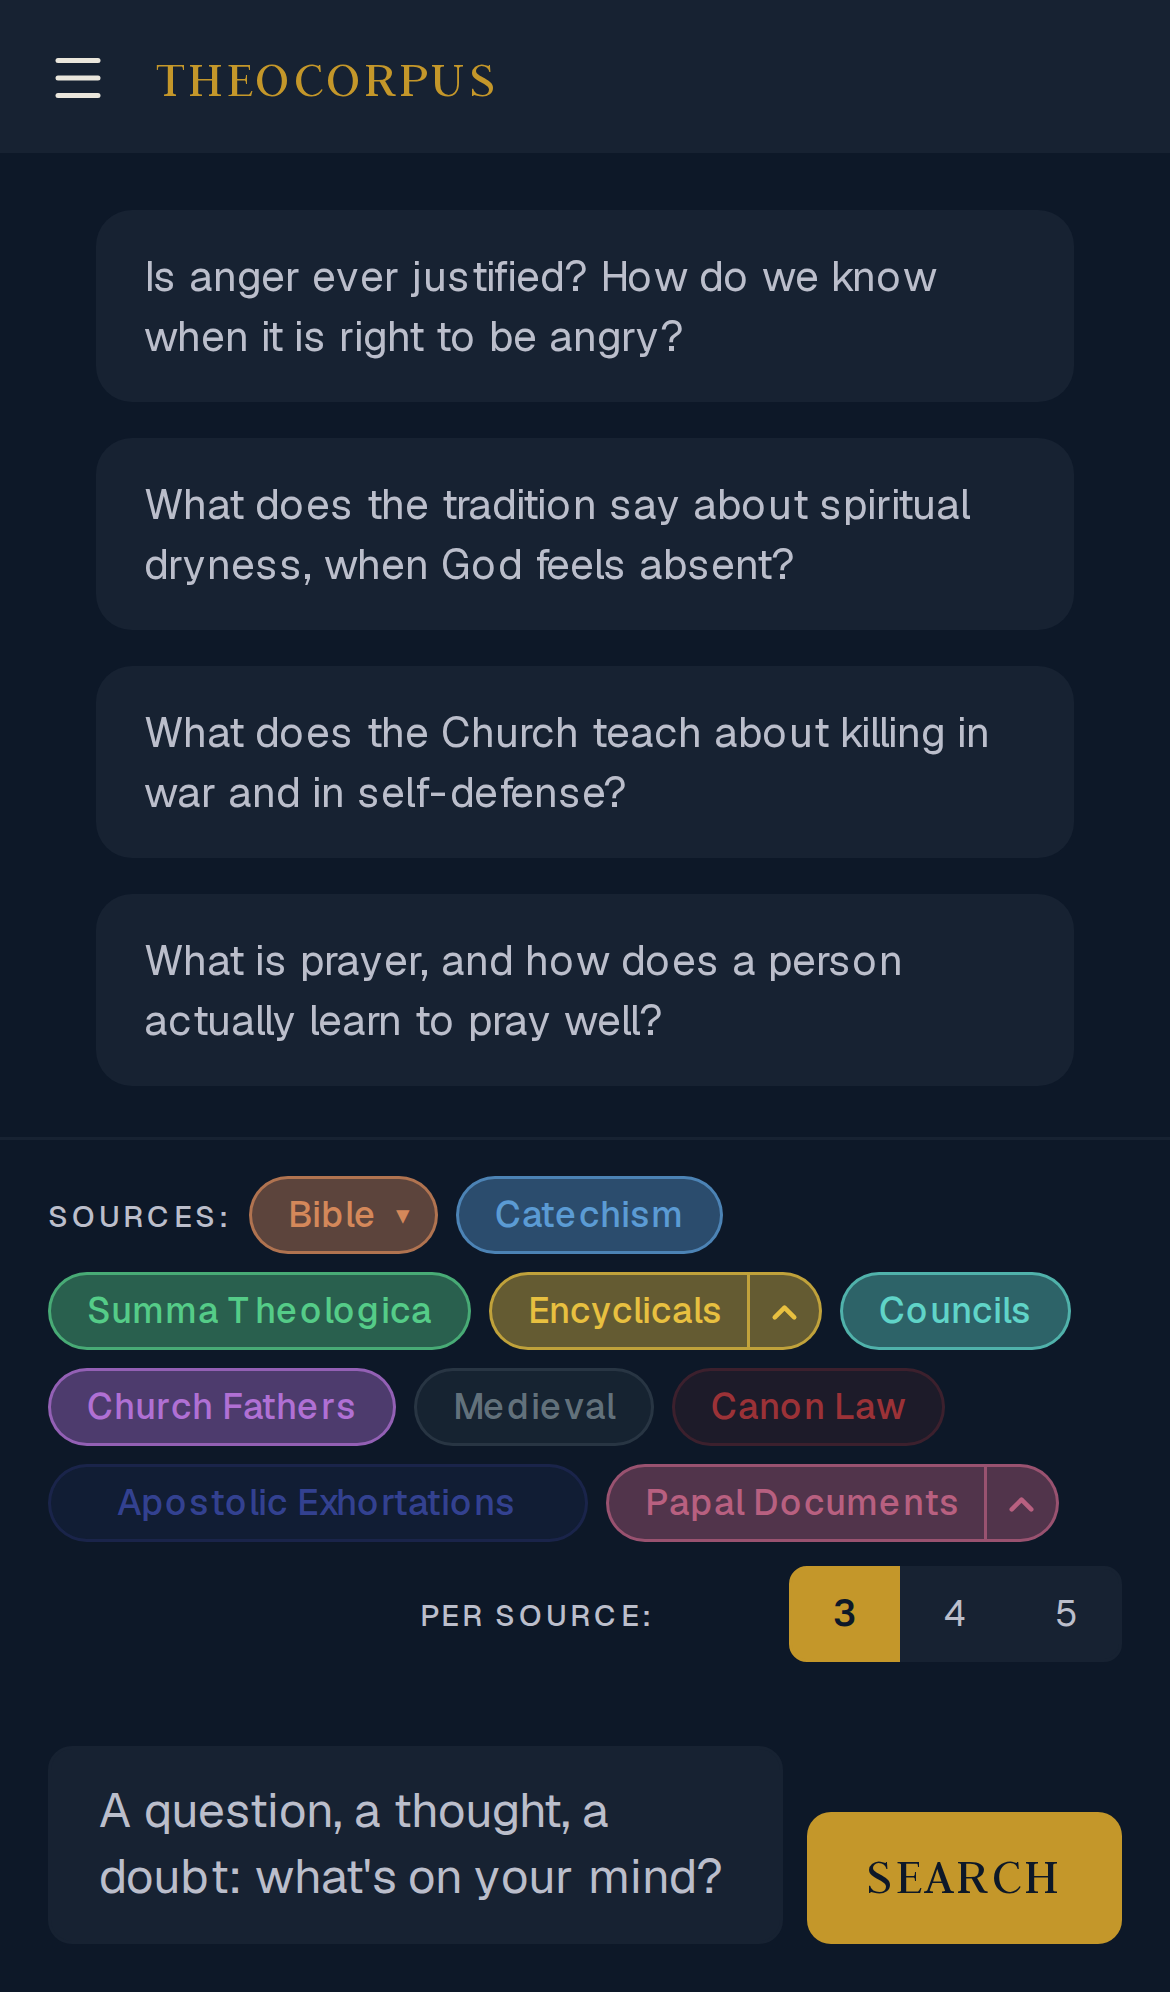 THEOCORPUS
Is anger ever justified? How do we know
when it is right to be angry?
What does the tradition say about spiritual
dryness, when God feels absent?
What does the Church teach about killing in
war and in self-defense?
What is prayer, and how does a person
actually learn to pray well?
SOURCES: Bible ▾ Catechism
Summa Theologica Encyclicals Councils
Church Fathers Medieval Canon Law
Apostolic Exhortations Papal Documents
PER SOURCE: 3 4 5
A question, a thought, a
doubt: what's on your mind?
SEARCH